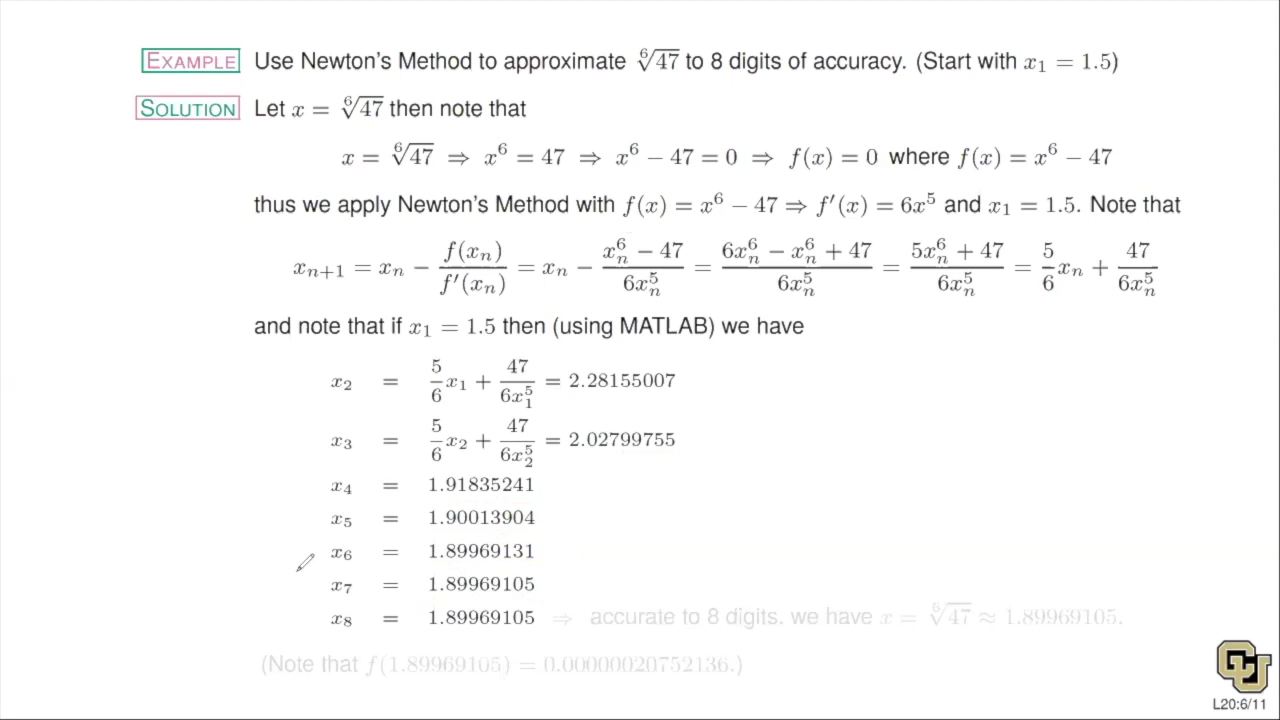 EXAMPLE Use Newton's Method to approximate ⁶√47 to 8 digits of accuracy. (Start with x₁ = 1.5)
SOLUTION Let x = ⁶√47 then note that
x = ⁶√47 ⇒ x⁶ = 47 ⇒ x⁶ − 47 = 0 ⇒ f(x) = 0 where f(x) = x⁶ − 47
thus we apply Newton's Method with f(x) = x⁶ − 47 ⇒ f′(x) = 6x⁵ and x₁ = 1.5. Note that
xₙ₊₁ = xₙ − f(xₙ)/f′(xₙ) = xₙ − (xₙ⁶ − 47)/(6xₙ⁵) = (6xₙ⁶ − xₙ⁶ + 47)/(6xₙ⁵) = (5xₙ⁶ + 47)/(6xₙ⁵) = 5/6 xₙ + 47/(6xₙ⁵)
and note that if x₁ = 1.5 then (using MATLAB) we have
x₂ = 5/6 x₁ + 47/(6x₁⁵) = 2.28155007
x₃ = 5/6 x₂ + 47/(6x₂⁵) = 2.02799755
x₄ = 1.91835241
x₅ = 1.90013904
x₆ = 1.89969131
x₇ = 1.89969105
x₈ = 1.89969105 ⇒ accurate to 8 digits, we have x = ⁶√47 ≈ 1.89969105.
(Note that f(1.89969105) = 0.00000020752136.)
CU
L20:6/11